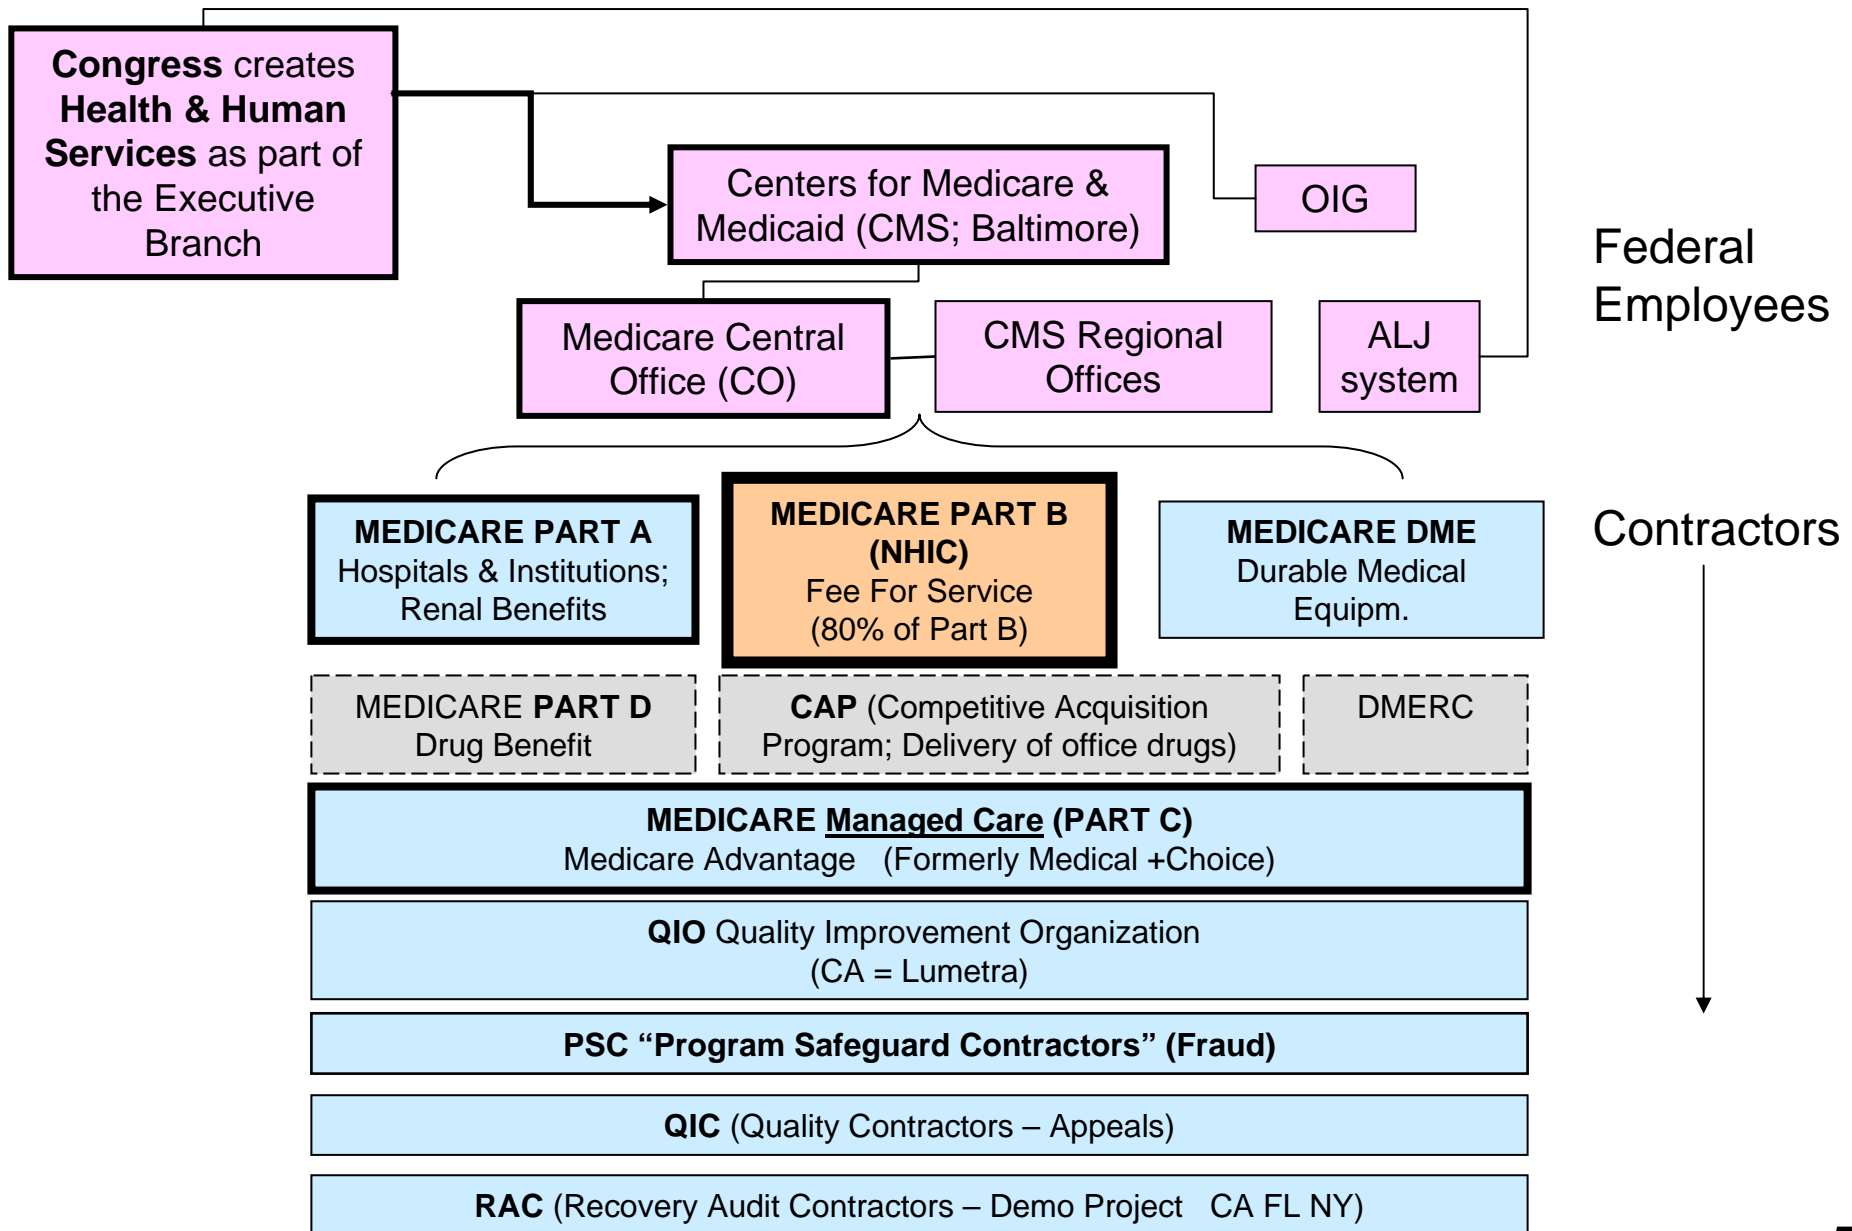 Congress creates
Health & Human
Services as part of
the Executive
Branch
Centers for Medicare &
Medicaid (CMS; Baltimore)
OIG
Federal
Employees
Medicare Central
Office (CO)
CMS Regional
Offices
ALJ
system
MEDICARE PART A
Hospitals & Institutions;
Renal Benefits
MEDICARE PART B
(NHIC)
Fee For Service
(80% of Part B)
MEDICARE DME
Durable Medical
Equipm.
Contractors
MEDICARE PART D
Drug Benefit
CAP (Competitive Acquisition
Program; Delivery of office drugs)
DMERC
MEDICARE Managed Care (PART C)
Medicare Advantage (Formerly Medical +Choice)
QIO Quality Improvement Organization
(CA = Lumetra)
PSC “Program Safeguard Contractors” (Fraud)
QIC (Quality Contractors – Appeals)
RAC (Recovery Audit Contractors – Demo Project CA FL NY)